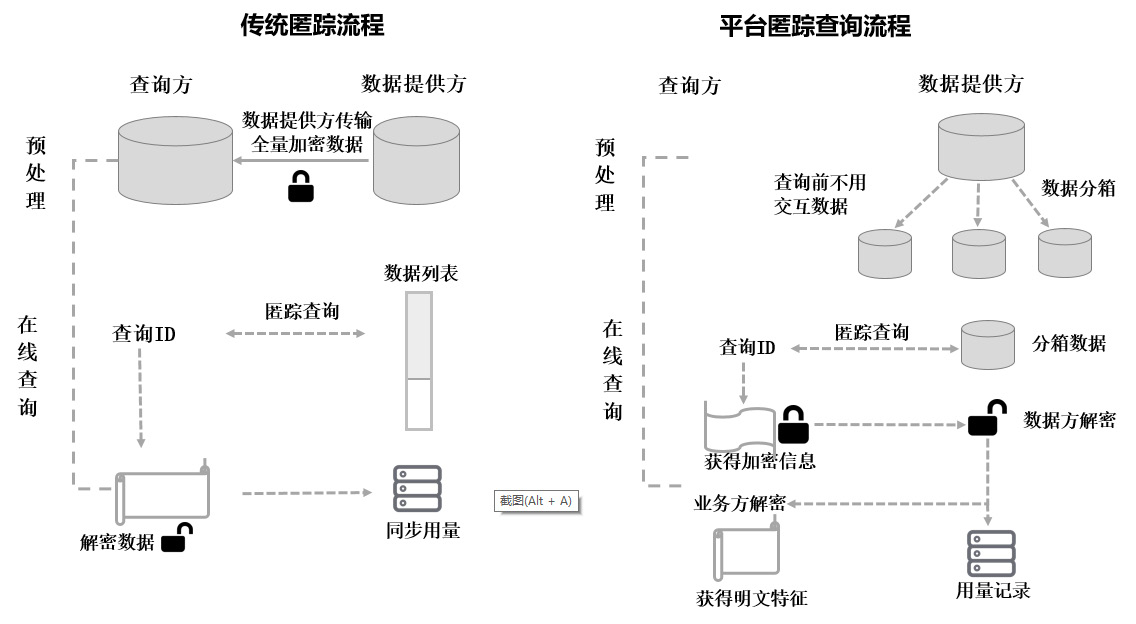 传统匿踪流程
查询方
数据提供方
数据提供方传输
全量加密数据
预处理
数据列表
匿踪查询
查询ID
在线查询
解密数据
同步用量
截图(Alt + A)
平台匿踪查询流程
查询方
数据提供方
预处理
查询前不用
交互数据
数据分箱
在线查询
匿踪查询
查询ID
分箱数据
数据方解密
获得加密信息
业务方解密
获得明文特征
用量记录